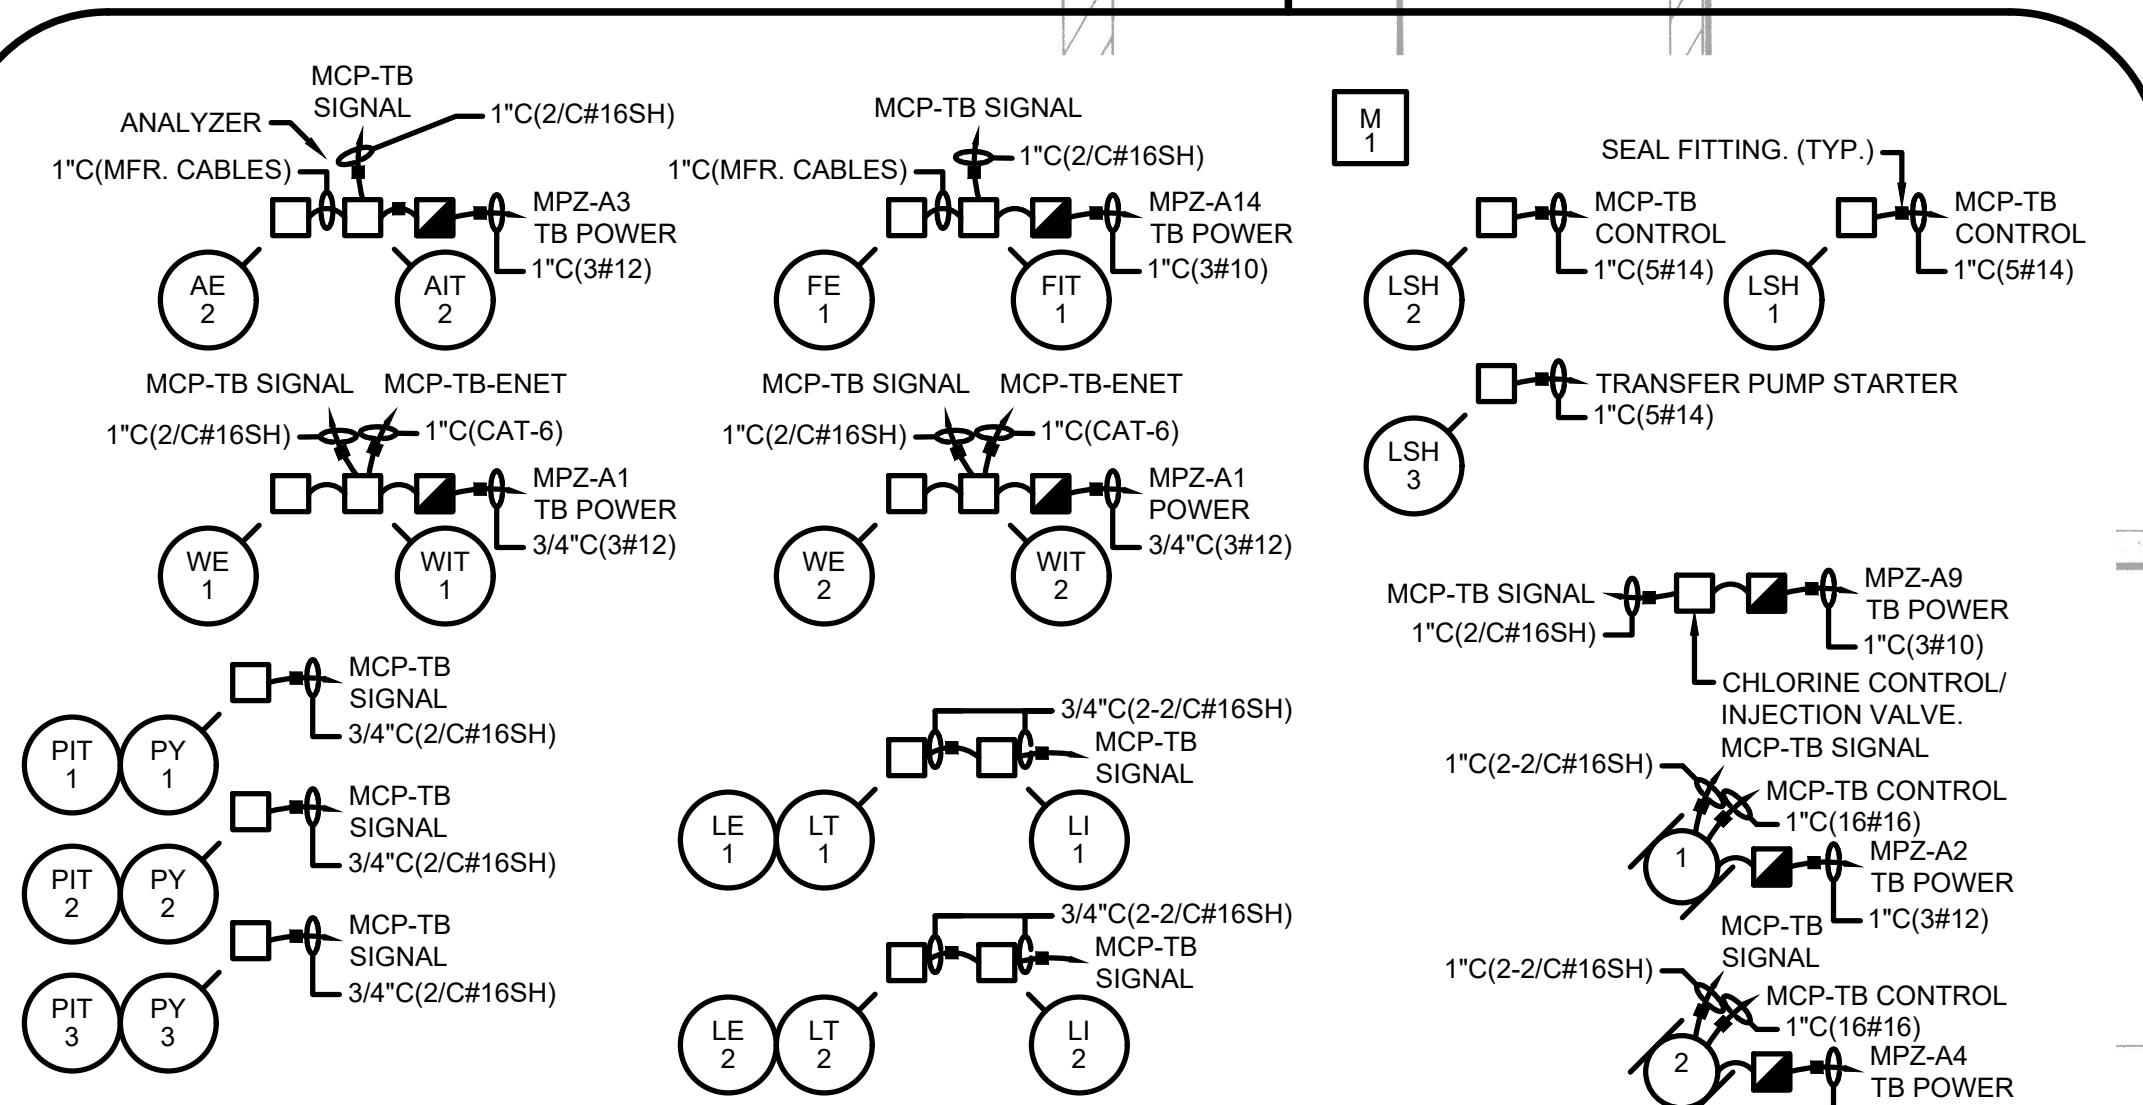 MCP-TB
SIGNAL
ANALYZER
1"C(2/C#16SH)
1"C(MFR. CABLES)
MPZ-A3
TB POWER
1"C(3#12)
AE
2
AIT
2
MCP-TB SIGNAL
1"C(2/C#16SH)
1"C(MFR. CABLES)
MPZ-A14
TB POWER
1"C(3#10)
FE
1
FIT
1
M
1
SEAL FITTING. (TYP.)
MCP-TB
CONTROL
1"C(5#14)
LSH
2
MCP-TB
CONTROL
1"C(5#14)
LSH
1
TRANSFER PUMP STARTER
1"C(5#14)
LSH
3
MCP-TB SIGNAL
MCP-TB-ENET
1"C(2/C#16SH)
1"C(CAT-6)
MPZ-A1
TB POWER
3/4"C(3#12)
WE
1
WIT
1
MCP-TB SIGNAL
MCP-TB-ENET
1"C(2/C#16SH)
1"C(CAT-6)
MPZ-A1
POWER
3/4"C(3#12)
WE
2
WIT
2
MCP-TB SIGNAL
1"C(2/C#16SH)
MPZ-A9
TB POWER
1"C(3#10)
CHLORINE CONTROL/
INJECTION VALVE.
MCP-TB
SIGNAL
3/4"C(2/C#16SH)
PIT
1
PY
1
MCP-TB
SIGNAL
3/4"C(2/C#16SH)
PIT
2
PY
2
MCP-TB
SIGNAL
3/4"C(2/C#16SH)
PIT
3
PY
3
3/4"C(2-2/C#16SH)
MCP-TB
SIGNAL
LE
1
LT
1
LI
1
3/4"C(2-2/C#16SH)
MCP-TB
SIGNAL
LE
2
LT
2
LI
2
MCP-TB SIGNAL
1"C(2-2/C#16SH)
MCP-TB CONTROL
1"C(16#16)
1
MPZ-A2
TB POWER
1"C(3#12)
MCP-TB
SIGNAL
1"C(2-2/C#16SH)
MCP-TB CONTROL
1"C(16#16)
2
MPZ-A4
TB POWER